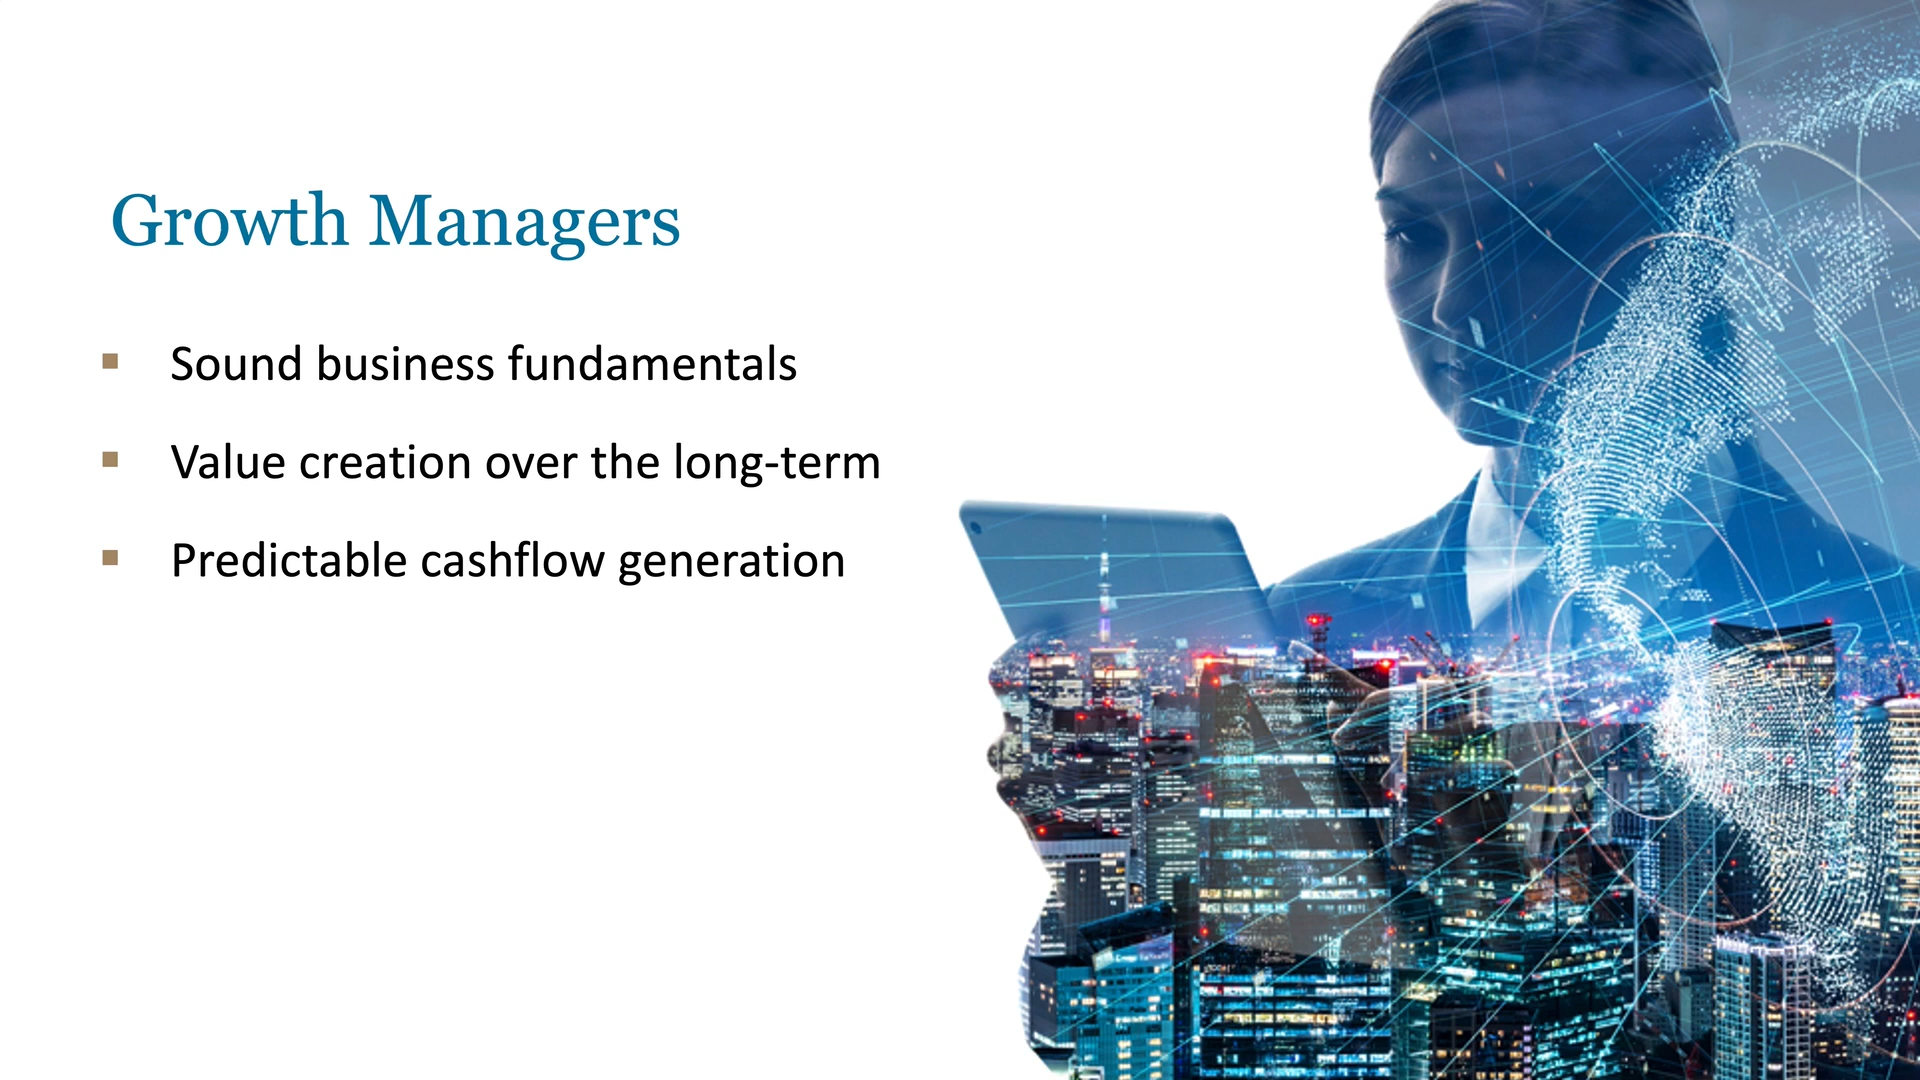 Growth Managers
Sound business fundamentals
Value creation over the long-term
Predictable cashflow generation